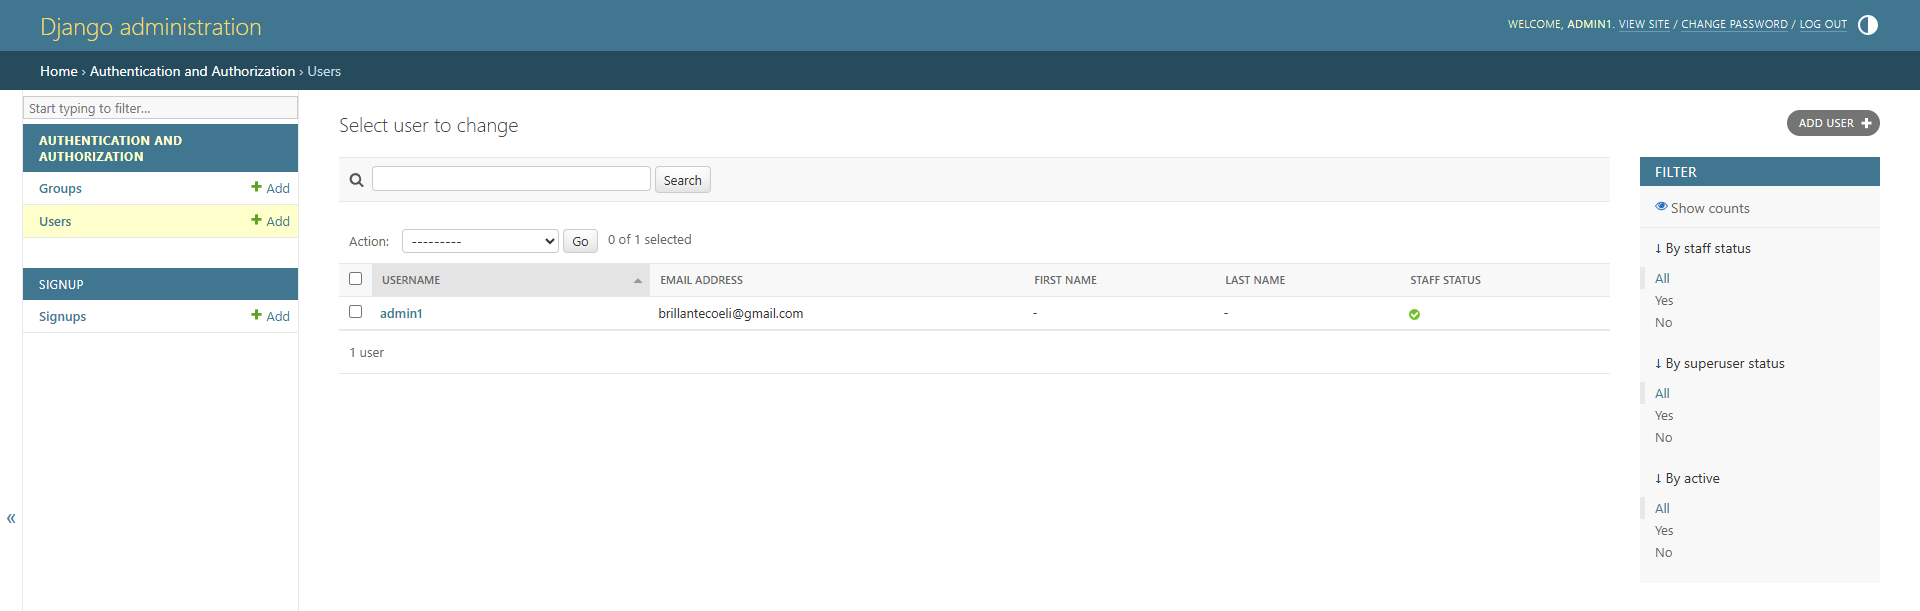 Django administration
WELCOME, ADMIN1. VIEW SITE / CHANGE PASSWORD / LOG OUT
Home › Authentication and Authorization › Users
Start typing to filter...
AUTHENTICATION AND
AUTHORIZATION
Groups + Add
Users + Add
SIGNUP
Signups + Add
«
Select user to change
ADD USER +
Search
Action: --------- Go 0 of 1 selected
USERNAME EMAIL ADDRESS FIRST NAME LAST NAME STAFF STATUS
admin1 brillantecoeli@gmail.com - -
1 user
FILTER
Show counts
↓ By staff status
All
Yes
No
↓ By superuser status
All
Yes
No
↓ By active
All
Yes
No